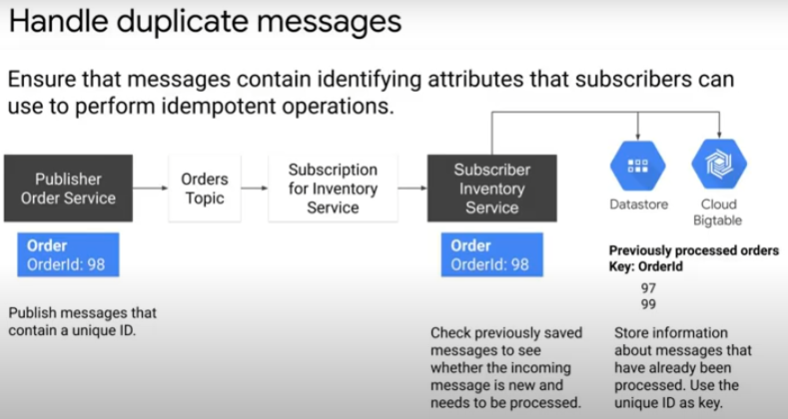 Handle duplicate messages
Ensure that messages contain identifying attributes that subscribers can
use to perform idempotent operations.
Publisher
Order Service
Orders
Topic
Subscription
for Inventory
Service
Subscriber
Inventory
Service
Datastore
Cloud
Bigtable
Order
OrderId: 98
Order
OrderId: 98
Previously processed orders
Key: OrderId
97
99
Publish messages that
contain a unique ID.
Check previously saved
messages to see
whether the incoming
message is new and
needs to be processed.
Store information
about messages that
have already been
processed. Use the
unique ID as key.